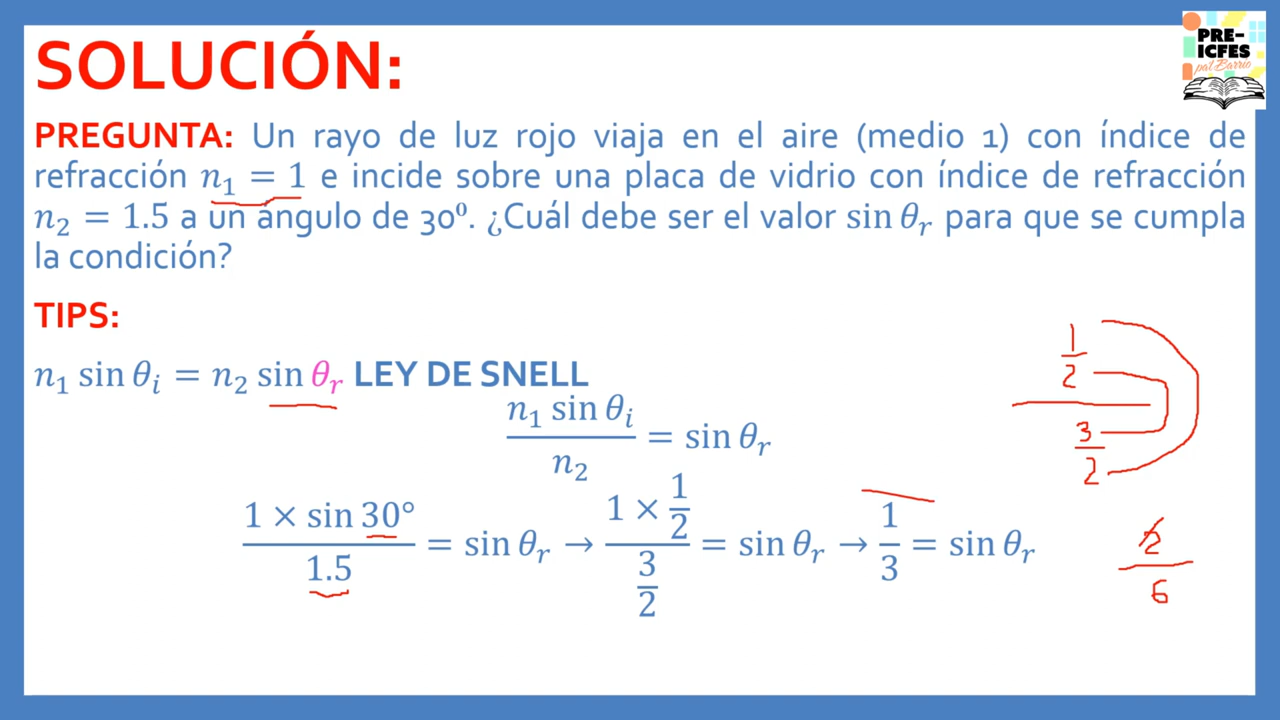 SOLUCIÓN:
PRE-
ICFES
pal Barrio
PREGUNTA: Un rayo de luz rojo viaja en el aire (medio 1) con índice de
refracción n₁ = 1 e incide sobre una placa de vidrio con índice de refracción
n₂ = 1.5 a un ángulo de 30⁰. ¿Cuál debe ser el valor sin θᵣ para que se cumpla
la condición?
TIPS:
n₁ sin θᵢ = n₂ sin θᵣ LEY DE SNELL
(n₁ sin θᵢ)/n₂ = sin θᵣ
(1 × sin 30°)/1.5 = sin θᵣ → (1 × 1/2)/(3/2) = sin θᵣ → 1/3 = sin θᵣ
1/2
3/2
2/6